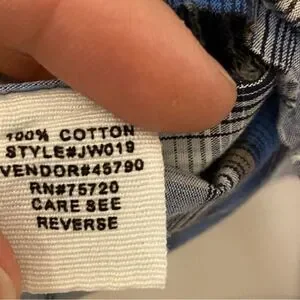 100% COTTON
STYLE#JW019
VENDOR#45790
RN#75720
CARE SEE
REVERSE